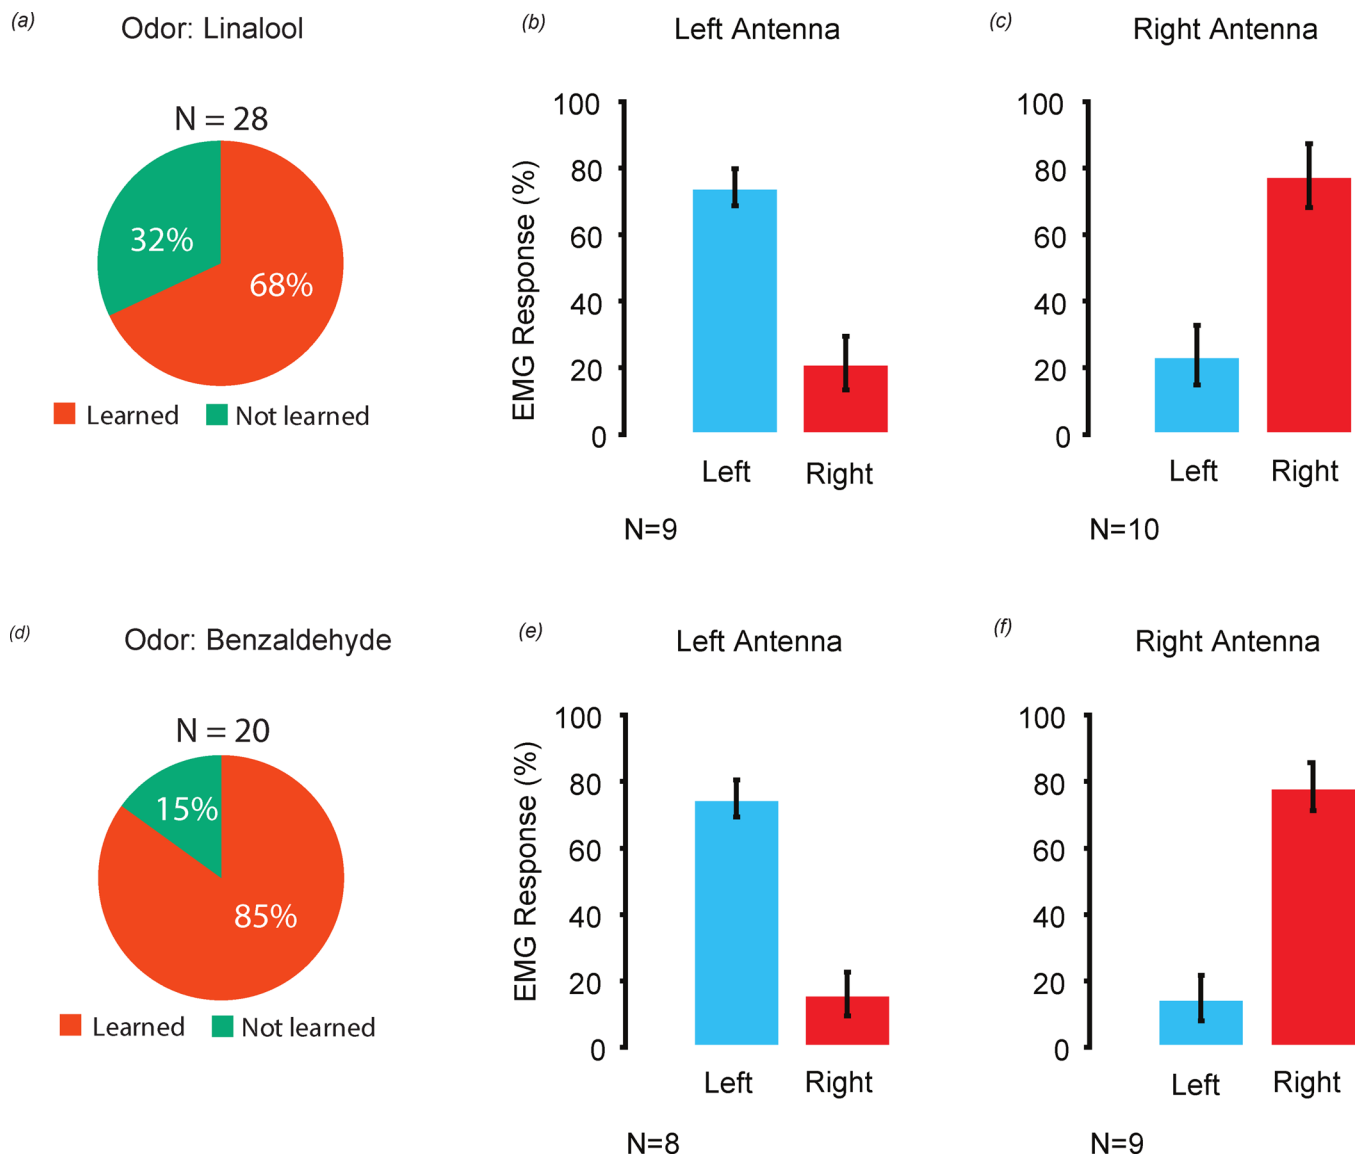 (a)
Odor: Linalool
N = 28
32%
68%
Learned
Not learned
(b)
Left Antenna
EMG Response (%)
100
80
60
40
20
0
Left
Right
N=9
(c)
Right Antenna
100
80
60
40
20
0
Left
Right
N=10
(d)
Odor: Benzaldehyde
N = 20
15%
85%
Learned
Not learned
(e)
Left Antenna
EMG Response (%)
100
80
60
40
20
0
Left
Right
N=8
(f)
Right Antenna
100
80
60
40
20
0
Left
Right
N=9